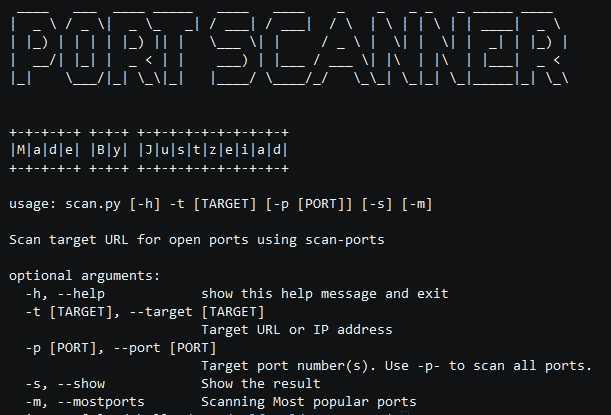 PORT SCANNER
+-+-+-+-+ +-+-+ +-+-+-+-+-+-+-+-+-+
|M|a|d|e| |B|y| |J|u|s|t|z|e|i|a|d|
+-+-+-+-+ +-+-+ +-+-+-+-+-+-+-+-+-+
usage: scan.py [-h] -t [TARGET] [-p [PORT]] [-s] [-m]
Scan target URL for open ports using scan-ports
optional arguments:
-h, --help show this help message and exit
-t [TARGET], --target [TARGET]
Target URL or IP address
-p [PORT], --port [PORT]
Target port number(s). Use -p- to scan all ports.
-s, --show Show the result
-m, --mostports Scanning Most popular ports